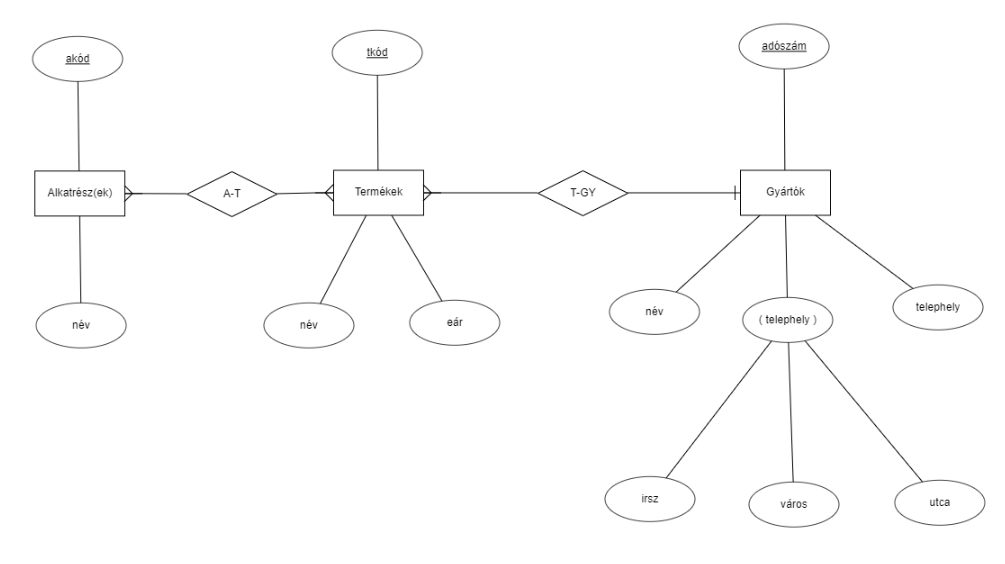 akód
tkód
adószám
Alkatrész(ek)
A-T
Termékek
T-GY
Gyártók
név
név
eár
név
( telephely )
telephely
irsz
város
utca